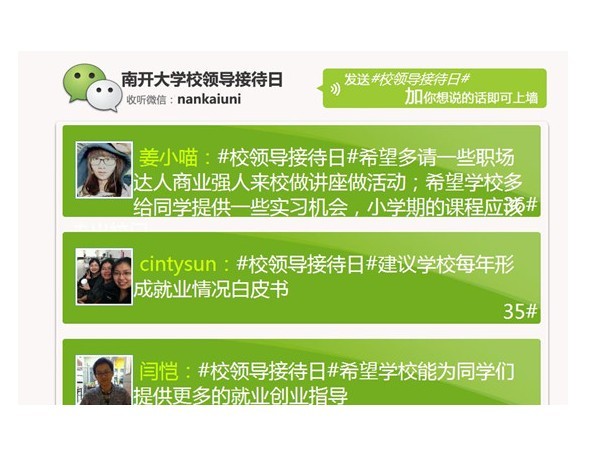 南开大学校领导接待日
收听微信：nankaiuni
发送#校领导接待日#
加你想说的话即可上墙
姜小喵：#校领导接待日#希望多请一些职场
达人商业强人来校做讲座做活动；希望学校多
给同学提供一些实习机会，小学期的课程应该
36#
cintysun：#校领导接待日#建议学校每年形
成就业情况白皮书
35#
闫恺：#校领导接待日#希望学校能为同学们
提供更多的就业创业指导